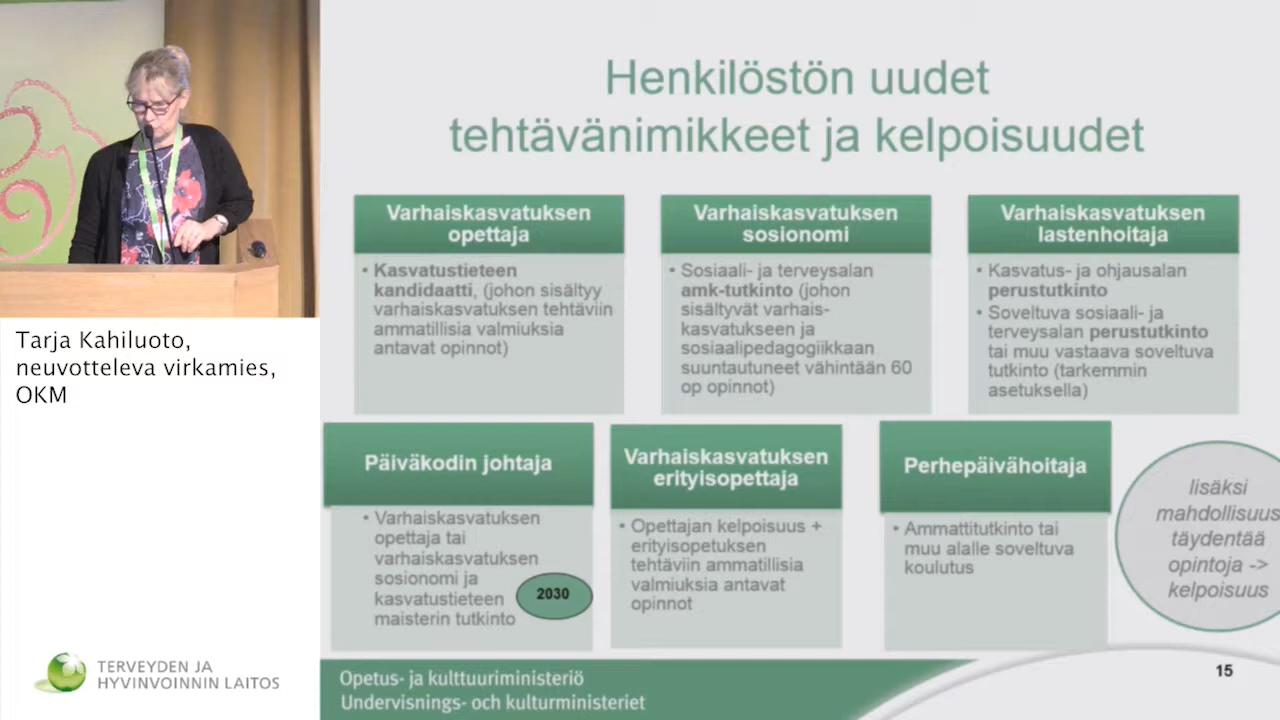 Henkilöstön uudet
tehtävänimikkeet ja kelpoisuudet
Varhaiskasvatuksen
opettaja
• Kasvatustieteen
kandidaatti, (johon sisältyy
varhaiskasvatuksen tehtäviin
ammatillisia valmiuksia
antavat opinnot)
Varhaiskasvatuksen
sosionomi
• Sosiaali- ja terveysalan
amk-tutkinto (johon
sisältyvät varhais-
kasvatukseen ja
sosiaalipedagogiikkaan
suuntautuneet vähintään 60
op opinnot)
Varhaiskasvatuksen
lastenhoitaja
• Kasvatus- ja ohjausalan
perustutkinto
• Soveltuva sosiaali- ja
terveysalan perustutkinto
tai muu vastaava soveltuva
tutkinto (tarkemmin
asetuksella)
Päiväkodin johtaja
• Varhaiskasvatuksen
opettaja tai
varhaiskasvatuksen
sosionomi ja
kasvatustieteen
maisterin tutkinto
2030
Varhaiskasvatuksen
erityisopettaja
• Opettajan kelpoisuus +
erityisopetuksen
tehtäviin ammatillisia
valmiuksia antavat
opinnot
Perhepäivähoitaja
• Ammattitutkinto tai
muu alalle soveltuva
koulutus
lisäksi
mahdollisuus
täydentää
opintoja ->
kelpoisuus
Tarja Kahiluoto,
neuvotteleva virkamies,
OKM
TERVEYDEN JA
HYVINVOINNIN LAITOS
Opetus- ja kulttuuriministeriö
Undervisnings- och kulturministeriet
15